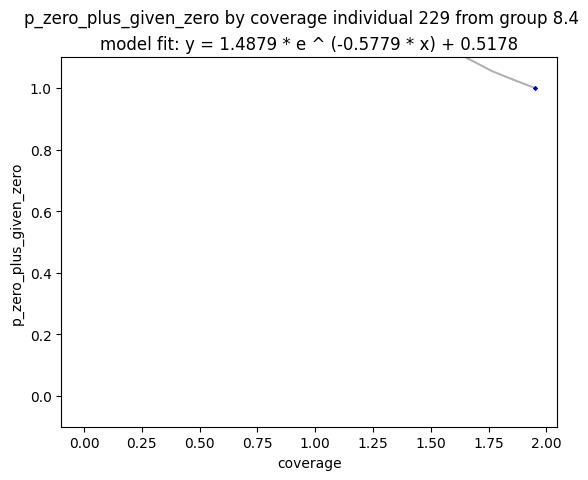 p_zero_plus_given_zero by coverage individual 229 from group 8.4
model fit: y = 1.4879 * e ^ (-0.5779 * x) + 0.5178
1.0
0.8
0.6
0.4
0.2
0.0
p_zero_plus_given_zero
0.00 0.25 0.50 0.75 1.00 1.25 1.50 1.75 2.00
coverage